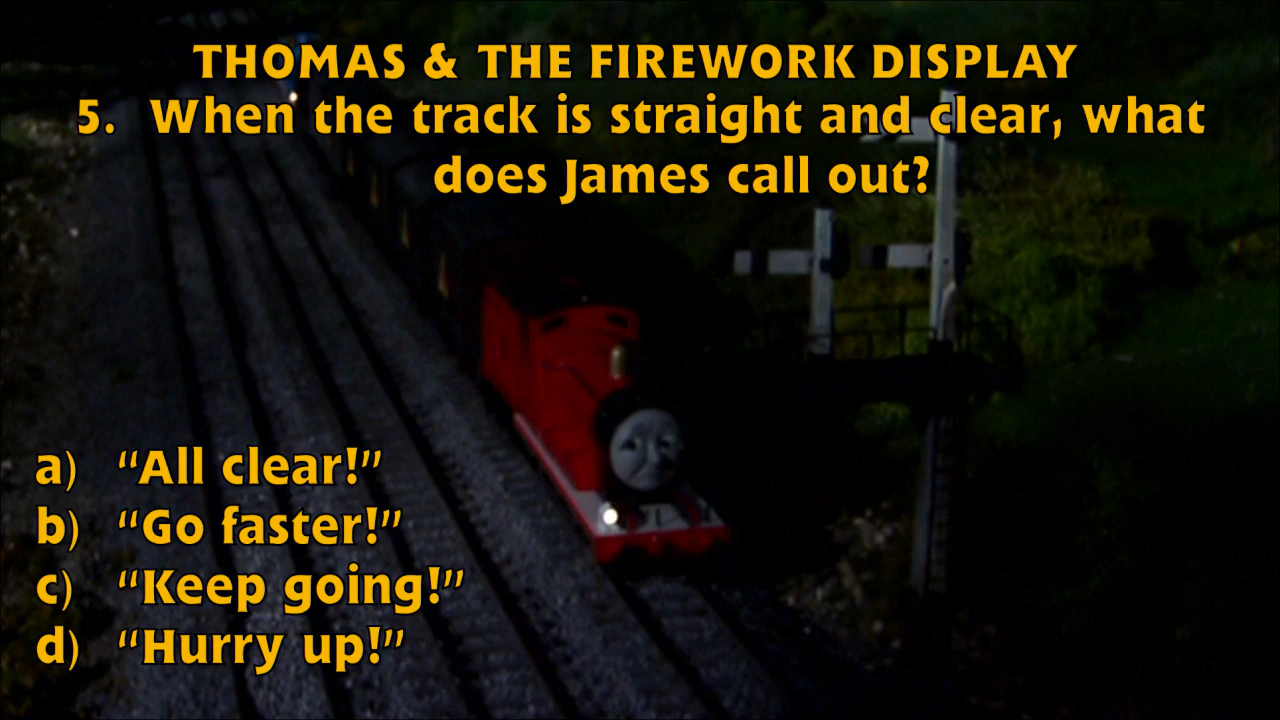 THOMAS & THE FIREWORK DISPLAY
5. When the track is straight and clear, what
does James call out?
a) “All clear!”
b) “Go faster!”
c) “Keep going!”
d) “Hurry up!”